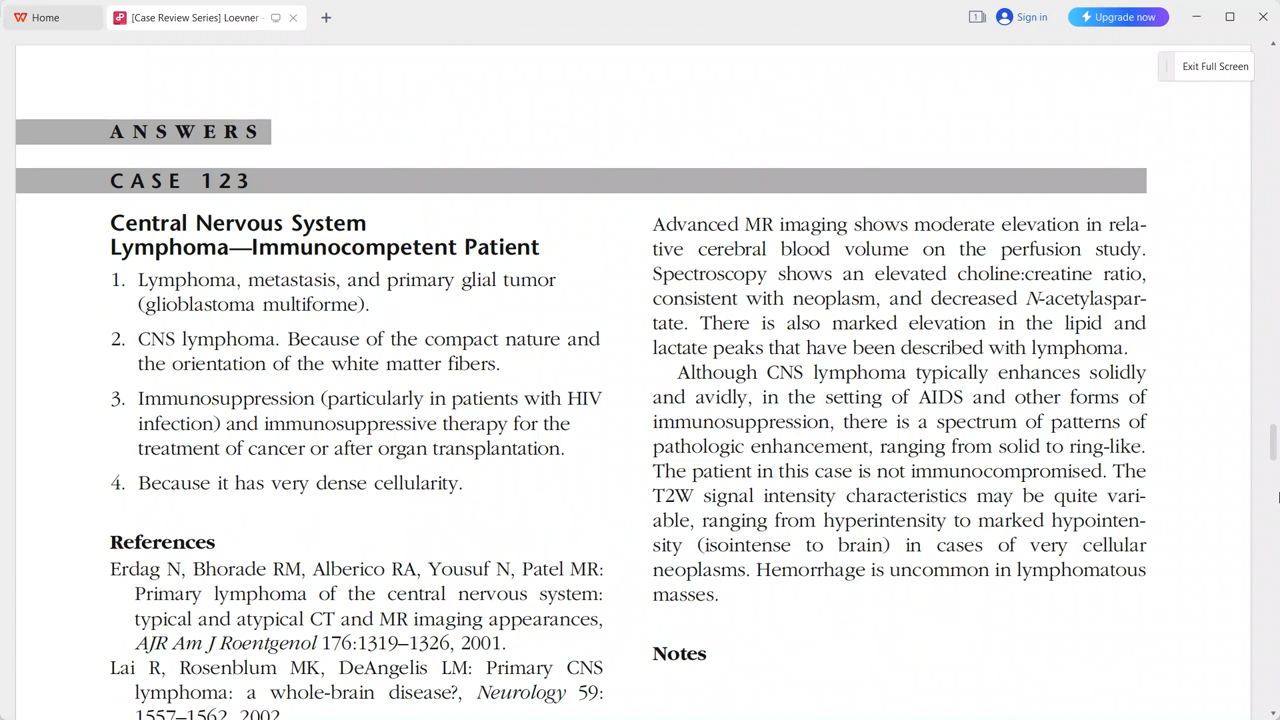 Home
[Case Review Series] Loevner -
1
Sign in
Upgrade now
Exit Full Screen
ANSWERS
CASE 123
Central Nervous System
Lymphoma—Immunocompetent Patient
1. Lymphoma, metastasis, and primary glial tumor
(glioblastoma multiforme).
2. CNS lymphoma. Because of the compact nature and
the orientation of the white matter fibers.
3. Immunosuppression (particularly in patients with HIV
infection) and immunosuppressive therapy for the
treatment of cancer or after organ transplantation.
4. Because it has very dense cellularity.
References
Erdag N, Bhorade RM, Alberico RA, Yousuf N, Patel MR:
Primary lymphoma of the central nervous system:
typical and atypical CT and MR imaging appearances,
AJR Am J Roentgenol 176:1319–1326, 2001.
Lai R, Rosenblum MK, DeAngelis LM: Primary CNS
lymphoma: a whole-brain disease?, Neurology 59:
1557–1562, 2002
Advanced MR imaging shows moderate elevation in rela-
tive cerebral blood volume on the perfusion study.
Spectroscopy shows an elevated choline:creatine ratio,
consistent with neoplasm, and decreased N-acetylaspar-
tate. There is also marked elevation in the lipid and
lactate peaks that have been described with lymphoma.
Although CNS lymphoma typically enhances solidly
and avidly, in the setting of AIDS and other forms of
immunosuppression, there is a spectrum of patterns of
pathologic enhancement, ranging from solid to ring-like.
The patient in this case is not immunocompromised. The
T2W signal intensity characteristics may be quite vari-
able, ranging from hyperintensity to marked hypointen-
sity (isointense to brain) in cases of very cellular
neoplasms. Hemorrhage is uncommon in lymphomatous
masses.
Notes